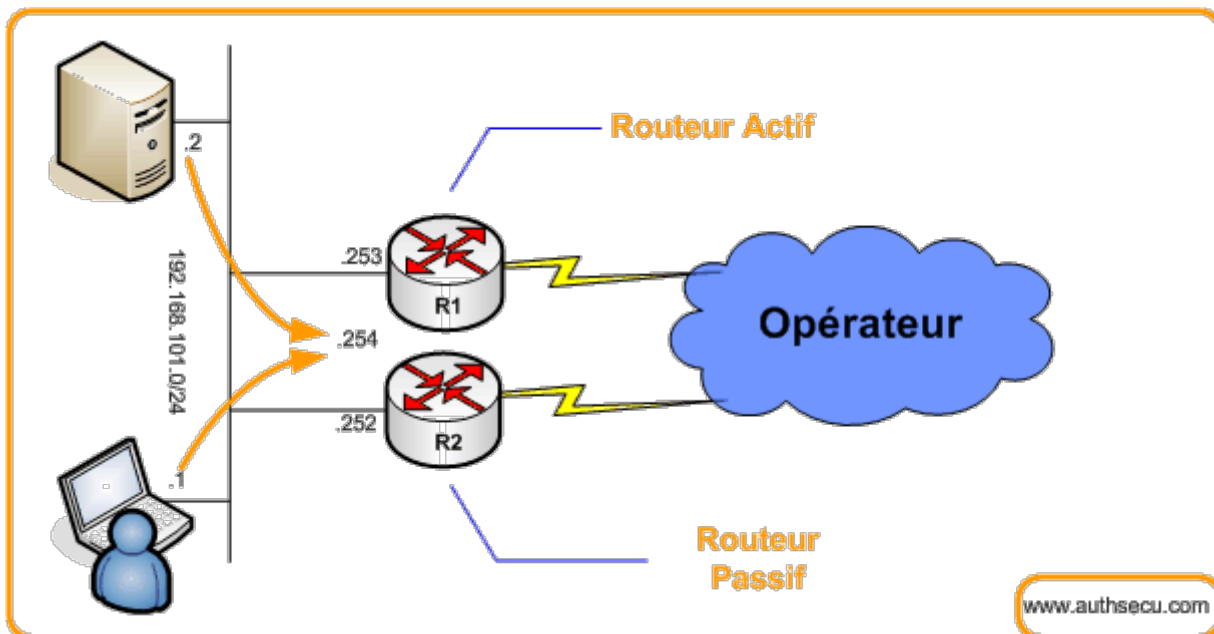 Routeur Actif
.2
192.168.101.0/24
.253
R1
.254
Opérateur
.252
R2
.1
Routeur
Passif
www.authsecu.com